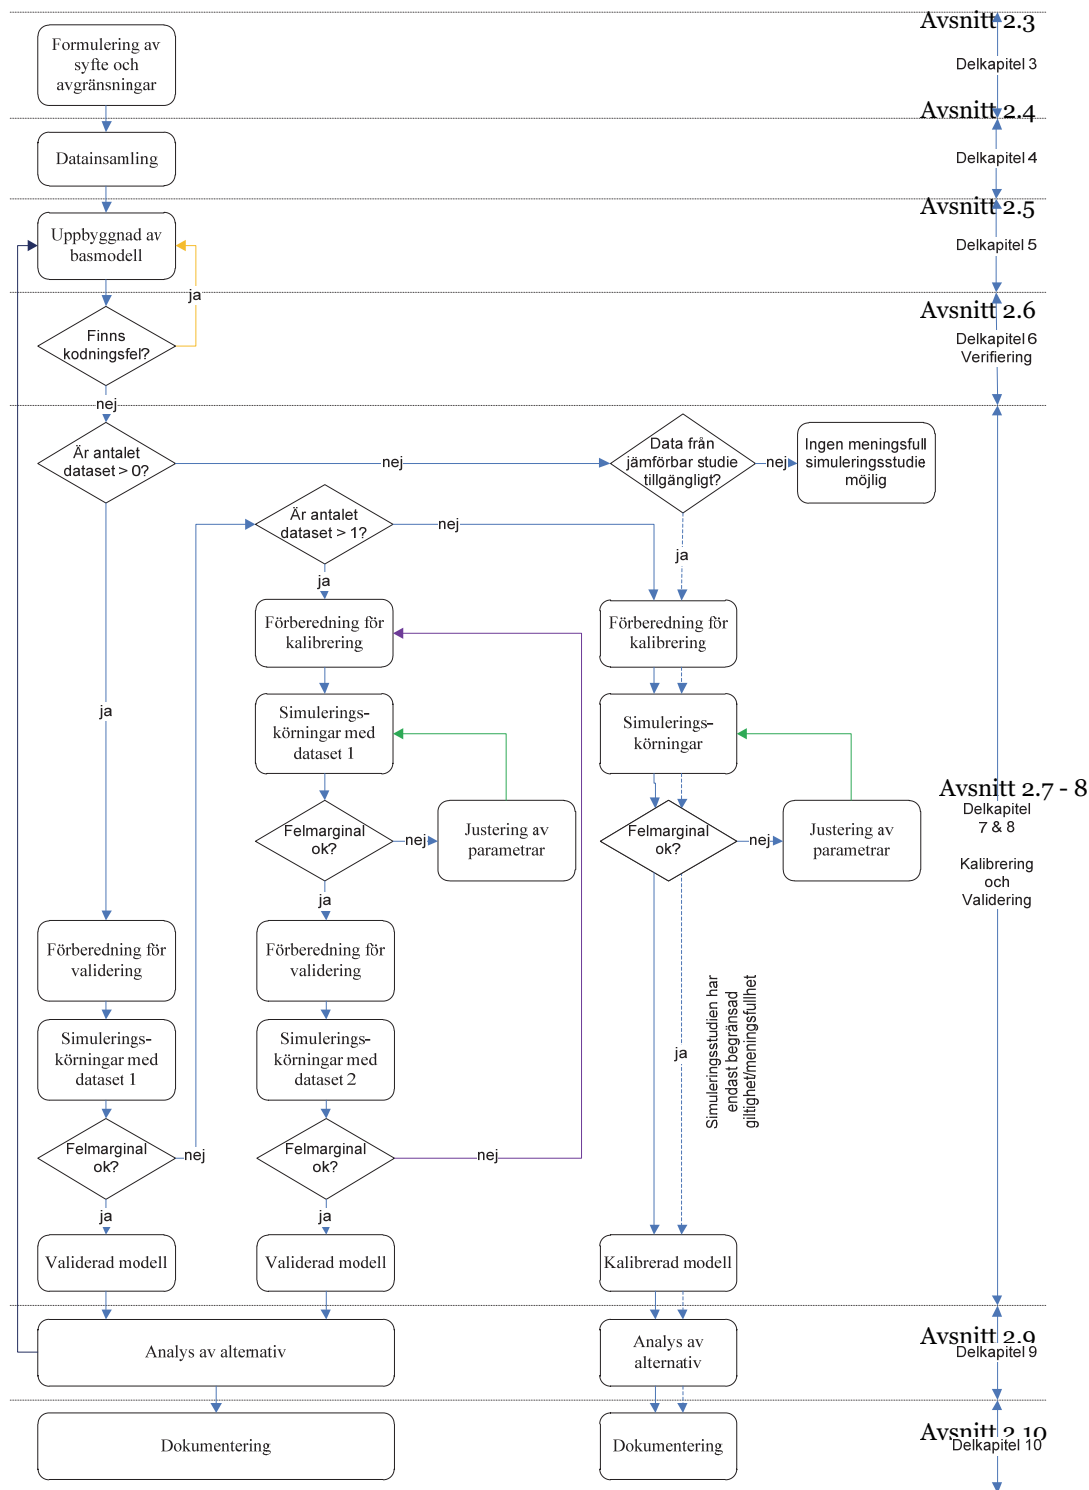 Avsnitt 2.3
Formulering av
syfte och
avgränsningar
Delkapitel 3
Avsnitt 2.4
Datainsamling
Delkapitel 4
Avsnitt 2.5
Uppbyggnad av
basmodell
Delkapitel 5
ja
Avsnitt 2.6
Finns
kodningsfel?
Delkapitel 6
Verifiering
nej
Är antalet
dataset > 0?
nej
Data från
jämförbar studie
tillgängligt?
nej
Ingen meningsfull
simuleringsstudie
möjlig
Är antalet
dataset > 1?
nej
ja
ja
Förberedning för
kalibrering
Förberedning för
kalibrering
ja
Simulerings-
körningar med
dataset 1
Simulerings-
körningar
Avsnitt 2.7 - 8
Delkapitel
7 & 8
Kalibrering
och
Validering
Felmarginal
ok?
nej
Justering av
parametrar
Felmarginal
ok?
nej
Justering av
parametrar
ja
Förberedning för
validering
Förberedning för
validering
Simulerings-
körningar med
dataset 1
Simulerings-
körningar med
dataset 2
ja
Simuleringsstudien har
endast begränsad
giltighet/meningsfullhet
Felmarginal
ok?
nej
Felmarginal
ok?
nej
ja
ja
Validerad modell
Validerad modell
Kalibrerad modell
Analys av alternativ
Analys av
alternativ
Avsnitt 2.9
Delkapitel 9
Dokumentering
Dokumentering
Avsnitt 2.10
Delkapitel 10